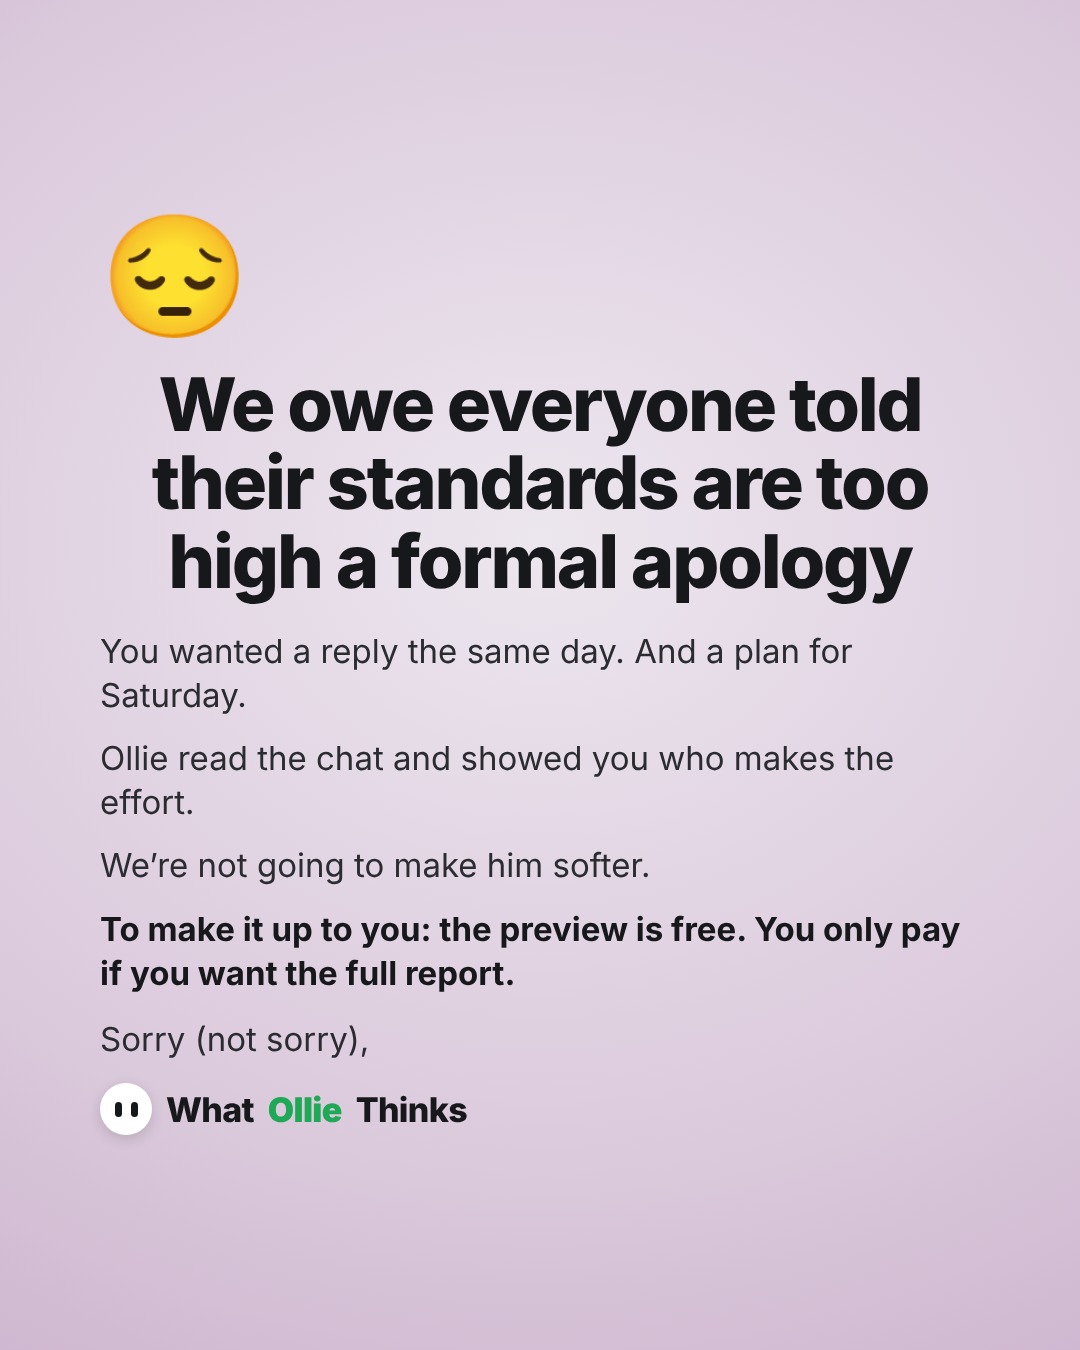 We owe everyone told
their standards are too
high a formal apology
You wanted a reply the same day. And a plan for
Saturday.
Ollie read the chat and showed you who makes the
effort.
We’re not going to make him softer.
To make it up to you: the preview is free. You only pay
if you want the full report.
Sorry (not sorry),
What Ollie Thinks